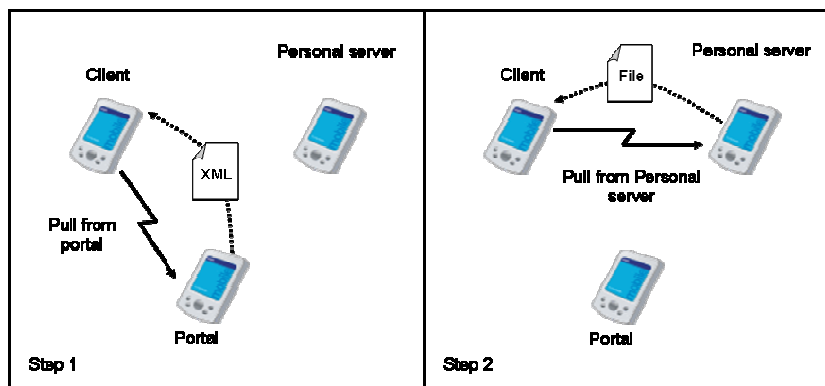 Personal server
Client
XML
Pull from
portal
Portal
Step 1
Personal server
Client
File
Pull from Personal
server
Portal
Step 2